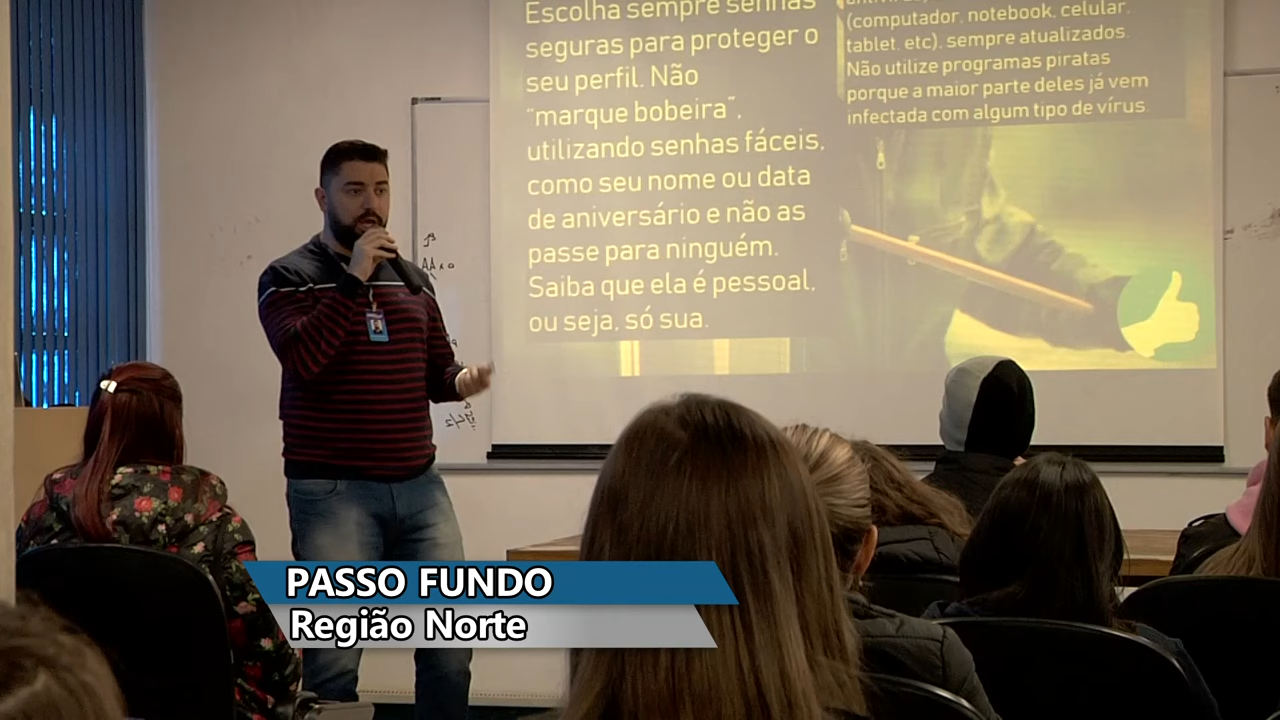 Escolha sempre senhas
seguras para proteger o
seu perfil. Não
"marque bobeira",
utilizando senhas fáceis,
como seu nome ou data
de aniversário e não as
passe para ninguém.
Saiba que ela é pessoal,
ou seja, só sua.
(computador, notebook, celular,
tablet, etc), sempre atualizados.
Não utilize programas piratas
porque a maior parte deles já vem
infectada com algum tipo de vírus.
PASSO FUNDO
Região Norte